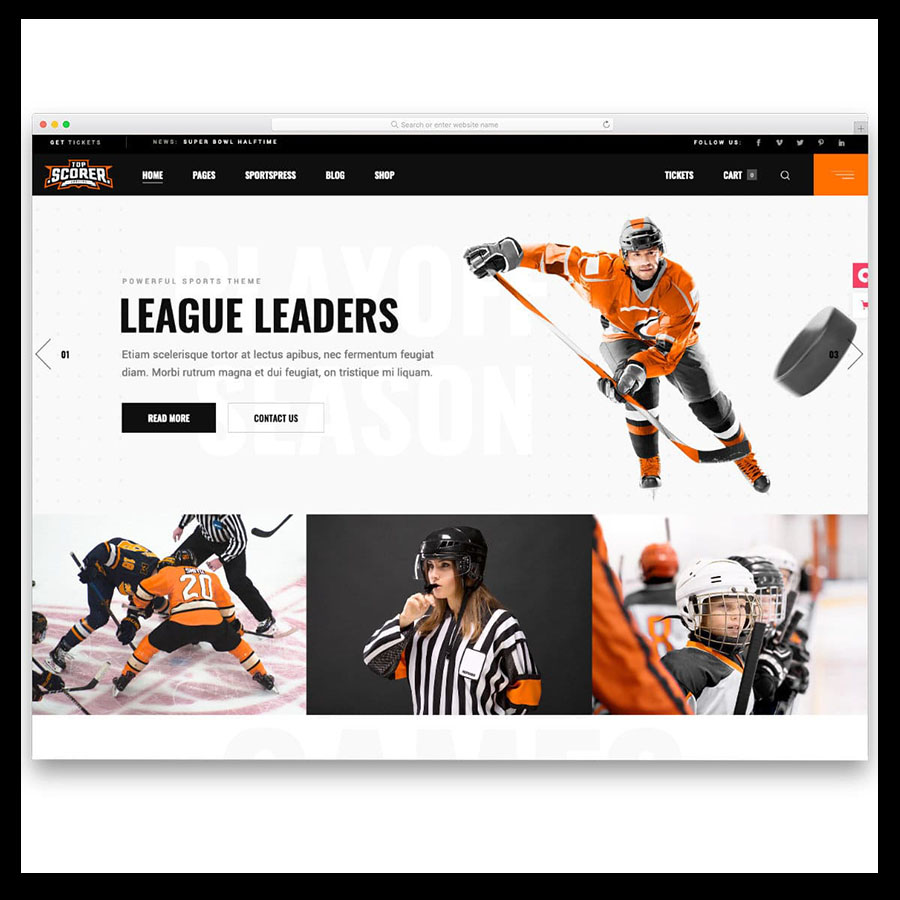 Search or enter website name
GET TICKETS
NEWS: SUPER BOWL HALFTIME
FOLLOW US:
TOP
SCORER
HOME
PAGES
SPORTSPRESS
BLOG
SHOP
TICKETS
CART 0
PLAYOFF
SEASON
POWERFUL SPORTS THEME
LEAGUE LEADERS
01
03
Etiam scelerisque tortor at lectus apibus, nec fermentum feugiat
diam. Morbi rutrum magna et dui feugiat, on tristique mi liquam.
READ MORE
CONTACT US
20
GAMES